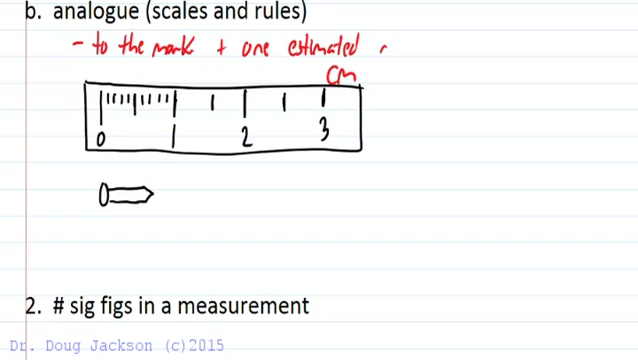 b. analogue (scales and rules)
- to the mark + one estimated
cm
0 1 2 3
2. # sig figs in a measurement
Dr. Doug Jackson (c)2015